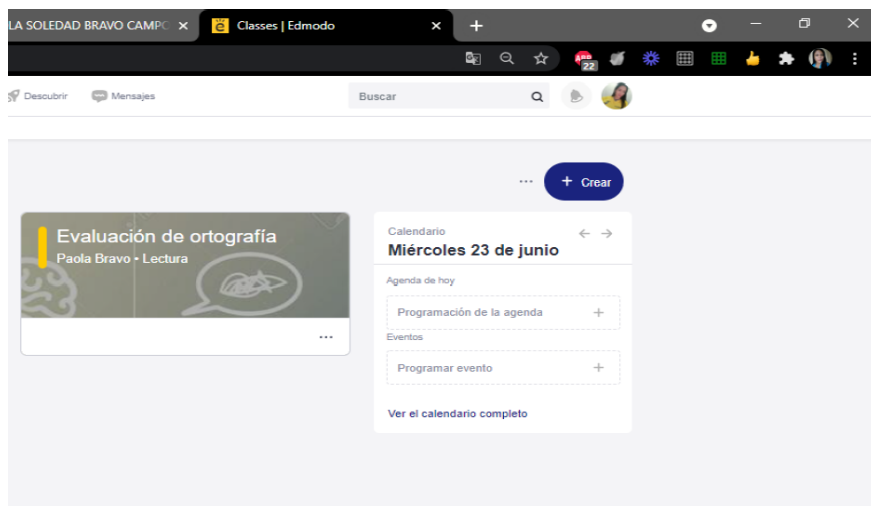 LA SOLEDAD BRAVO CAMPO
Classes | Edmodo
22
Descubrir
Mensajes
Buscar
+ Crear
Evaluación de ortografía
Paola Bravo • Lectura
Calendario
Miércoles 23 de junio
Agenda de hoy
Programación de la agenda
Eventos
Programar evento
Ver el calendario completo